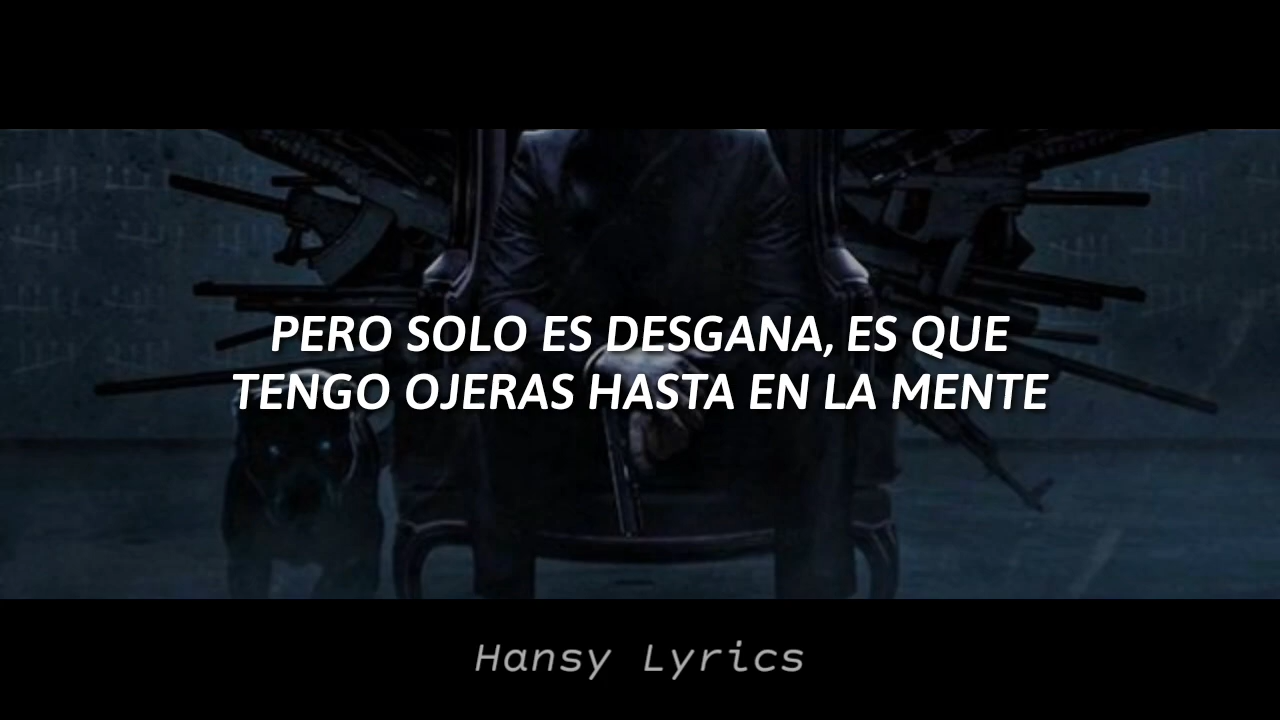 PERO SOLO ES DESGANA, ES QUE
TENGO OJERAS HASTA EN LA MENTE
Hansy Lyrics